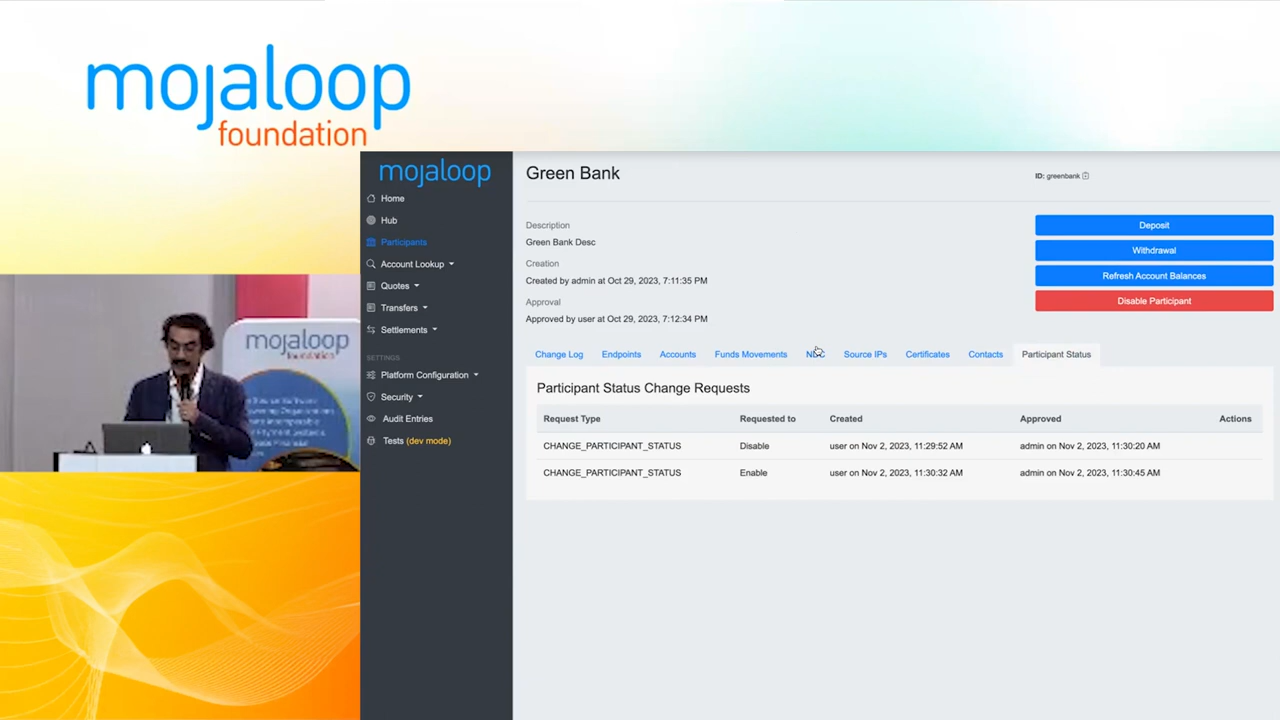 mojaloop
foundation
mojaloop
Home
Hub
Participants
Account Lookup
Quotes
Transfers
Settlements
SETTINGS
Platform Configuration
Security
Audit Entries
Tests (dev mode)
Green Bank
ID: greenbank
Description
Green Bank Desc
Creation
Created by admin at Oct 29, 2023, 7:11:35 PM
Approval
Approved by user at Oct 29, 2023, 7:12:34 PM
Deposit
Withdrawal
Refresh Account Balances
Disable Participant
Change Log Endpoints Accounts Funds Movements Source IPs Certificates Contacts Participant Status
Participant Status Change Requests
Request Type Requested to Created Approved Actions
CHANGE_PARTICIPANT_STATUS Disable user on Nov 2, 2023, 11:29:52 AM admin on Nov 2, 2023, 11:30:20 AM
CHANGE_PARTICIPANT_STATUS Enable user on Nov 2, 2023, 11:30:32 AM admin on Nov 2, 2023, 11:30:45 AM
mojaloop
foundation